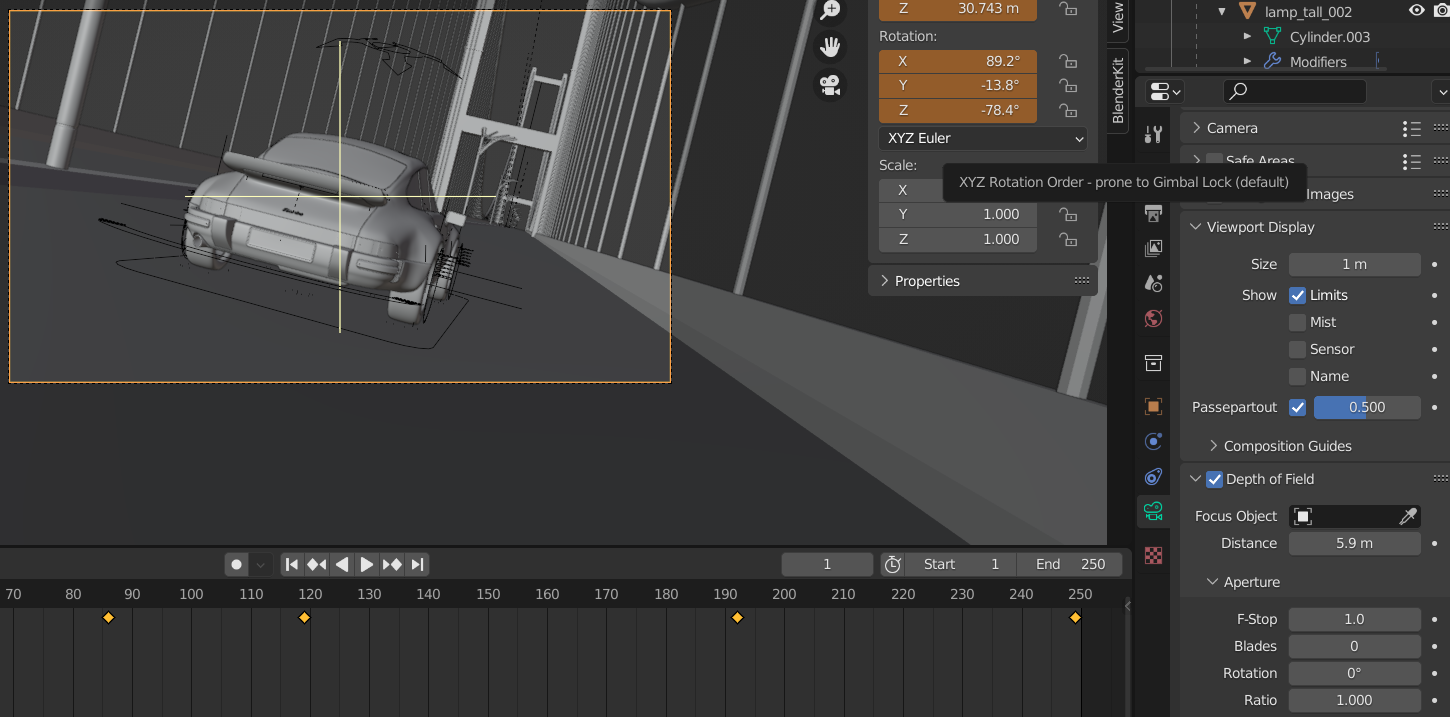 Z 30.743 m
Rotation:
X 89.2°
Y -13.8°
Z -78.4°
XYZ Euler
Scale:
X
Y 1.000
Z 1.000
Properties
View
BlenderKit
XYZ Rotation Order - prone to Gimbal Lock (default)
lamp_tall_002
Cylinder.003
Modifiers
Camera
Safe Areas
Images
Viewport Display
Size 1 m
Show Limits
Mist
Sensor
Name
Passepartout 0.500
Composition Guides
Depth of Field
Focus Object
Distance 5.9 m
Aperture
F-Stop 1.0
Blades 0
Rotation 0°
Ratio 1.000
1 Start 1 End 250
70 80 90 100 110 120 130 140 150 160 170 180 190 200 210 220 230 240 250